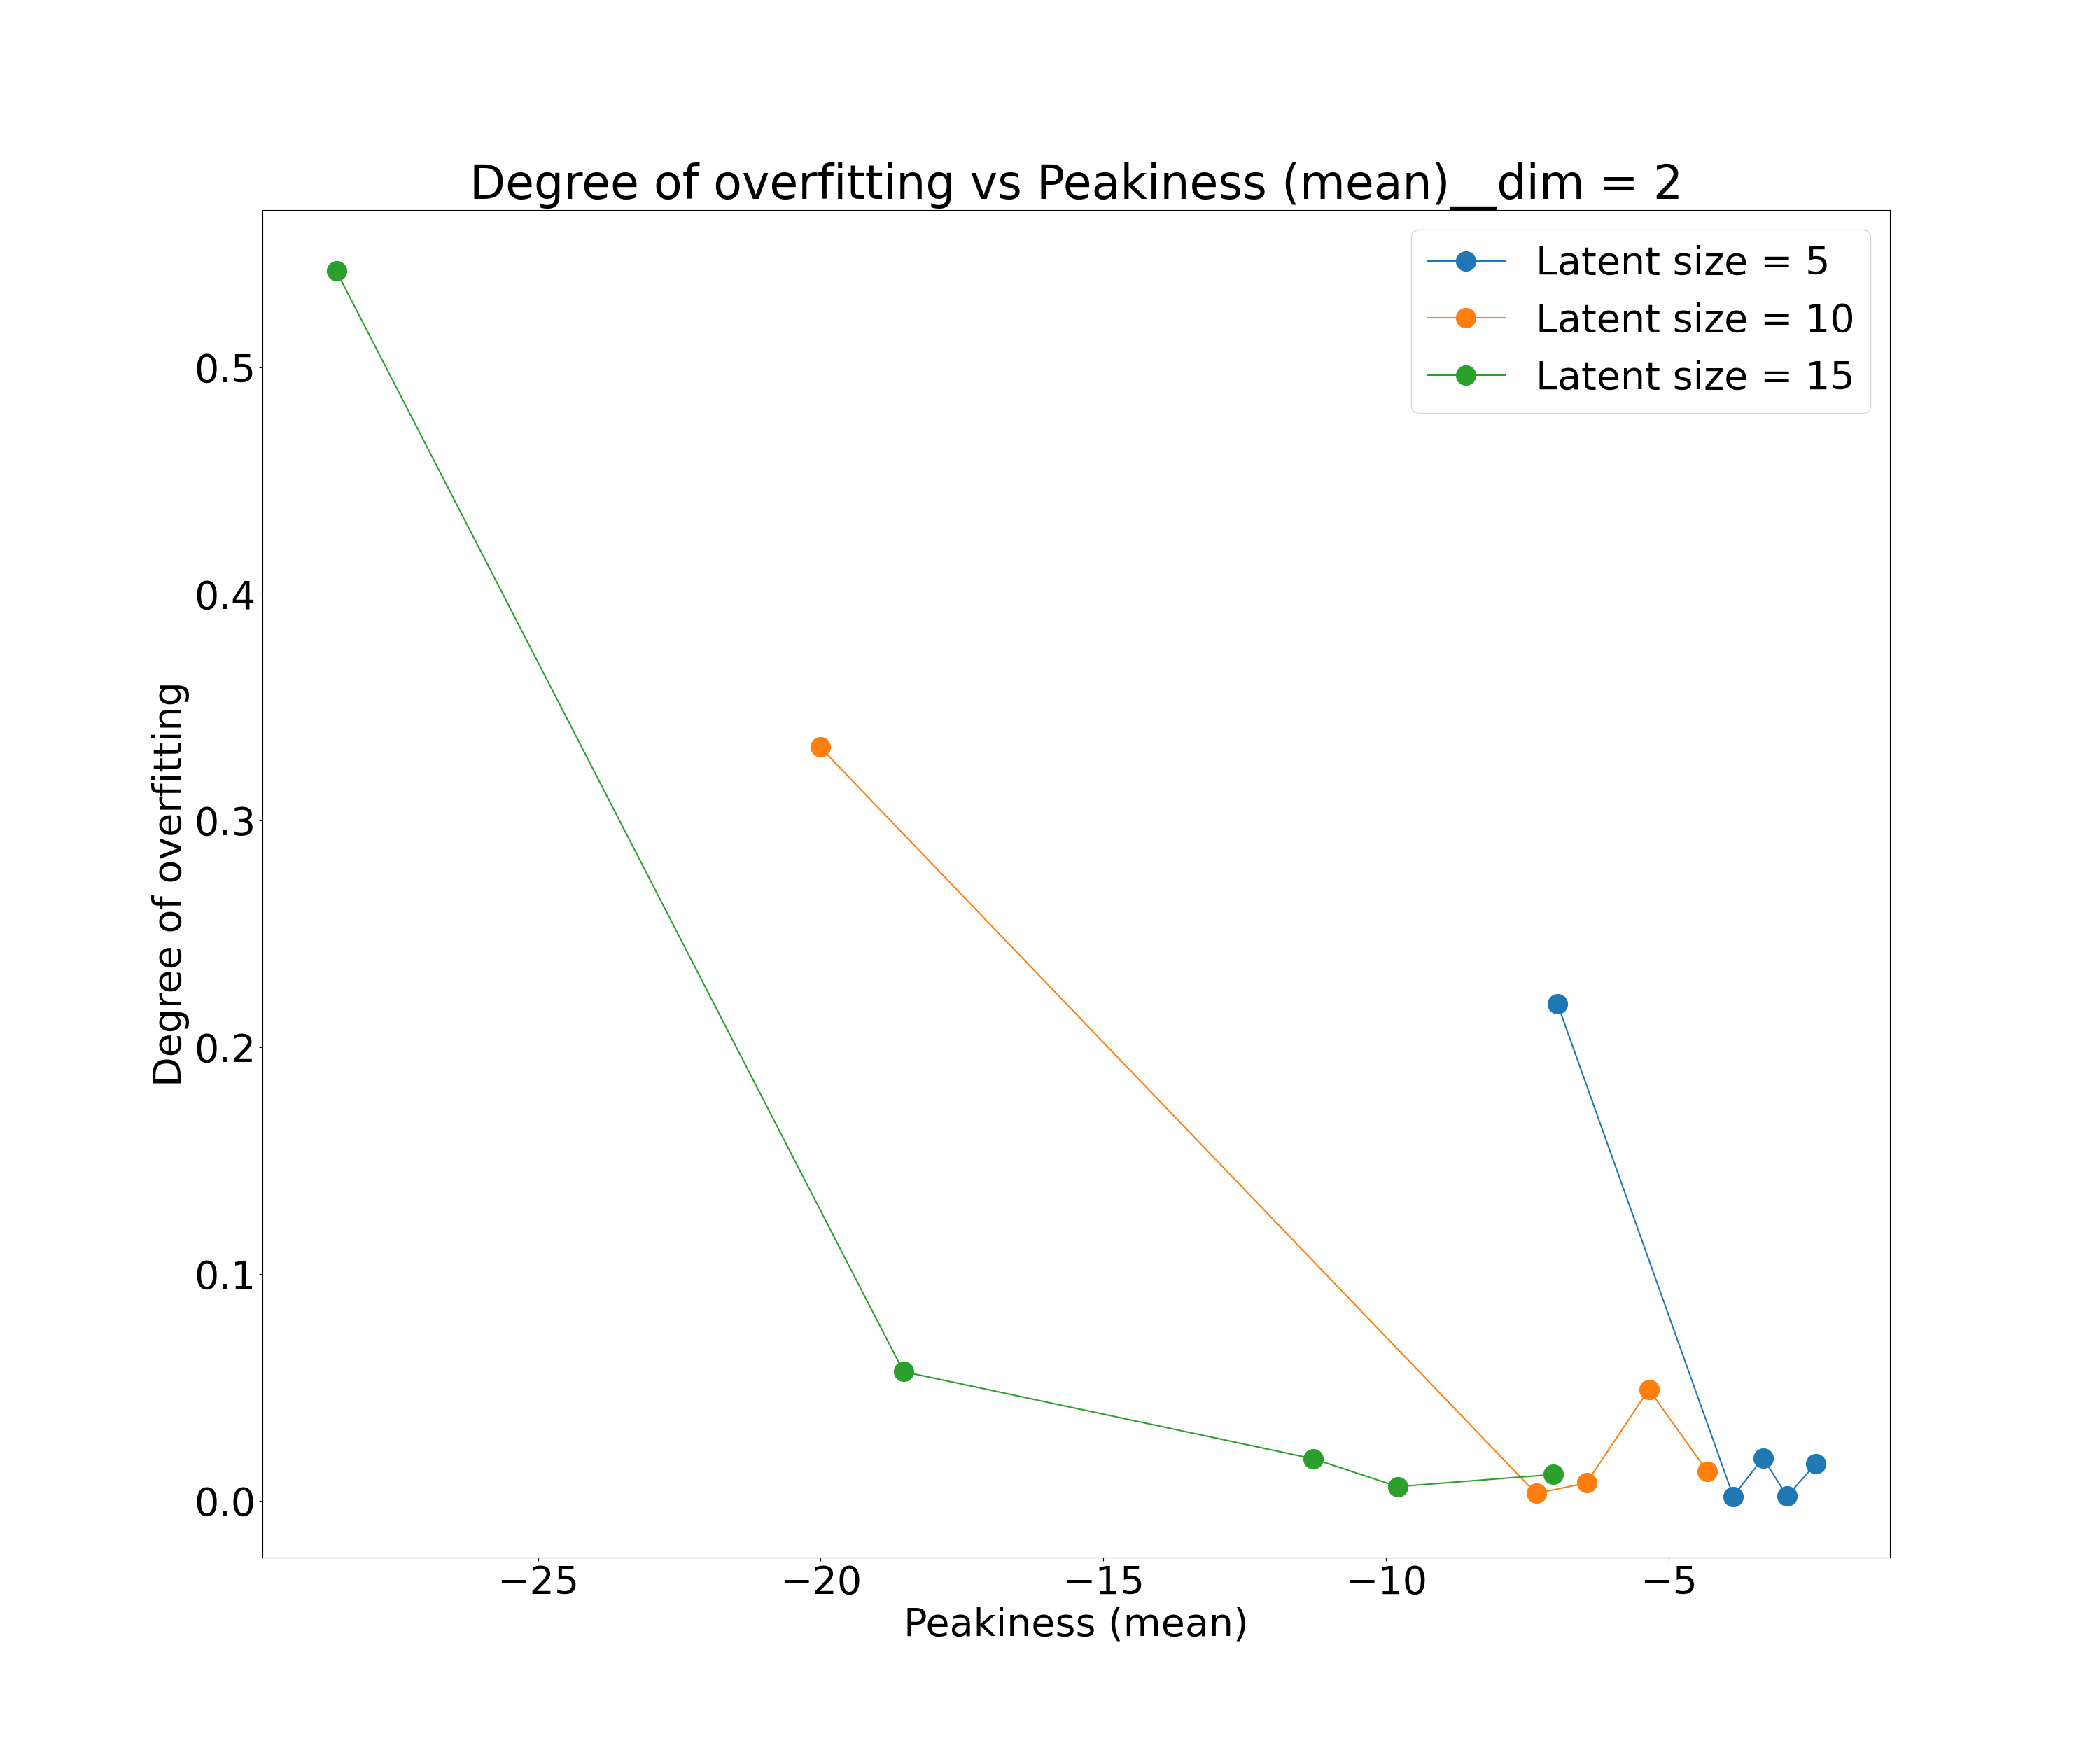 Degree of overfitting vs Peakiness (mean)__dim = 2
Latent size = 5
Latent size = 10
Latent size = 15
Degree of overfitting
0.5
0.4
0.3
0.2
0.1
0.0
−25 −20 −15 −10 −5
Peakiness (mean)